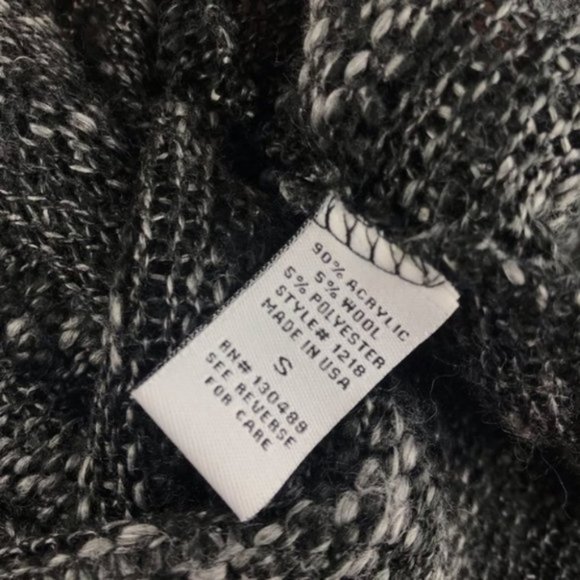 90% ACRYLIC
5% WOOL
5% POLYESTER
STYLE# 1218
MADE IN USA
S
RN# 130489
SEE REVERSE
FOR CARE